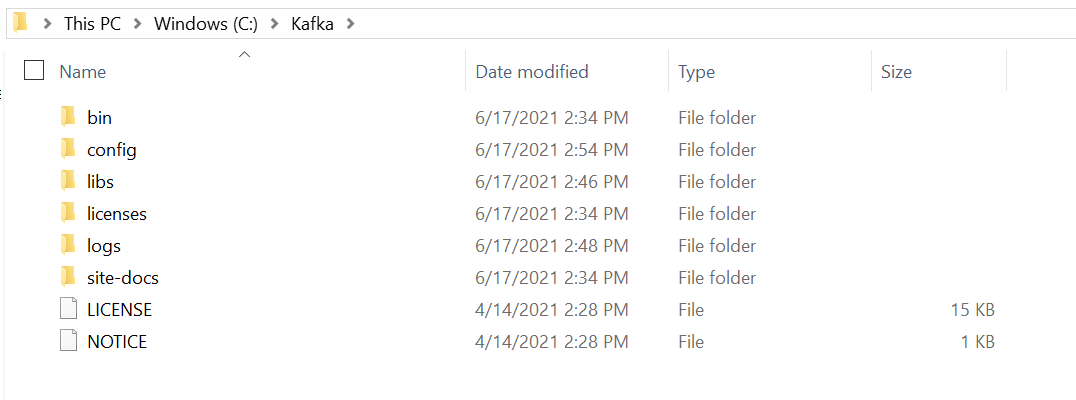 This PC > Windows (C:) > Kafka >
Name Date modified Type Size
bin 6/17/2021 2:34 PM File folder
config 6/17/2021 2:54 PM File folder
libs 6/17/2021 2:46 PM File folder
licenses 6/17/2021 2:34 PM File folder
logs 6/17/2021 2:48 PM File folder
site-docs 6/17/2021 2:34 PM File folder
LICENSE 4/14/2021 2:28 PM File 15 KB
NOTICE 4/14/2021 2:28 PM File 1 KB